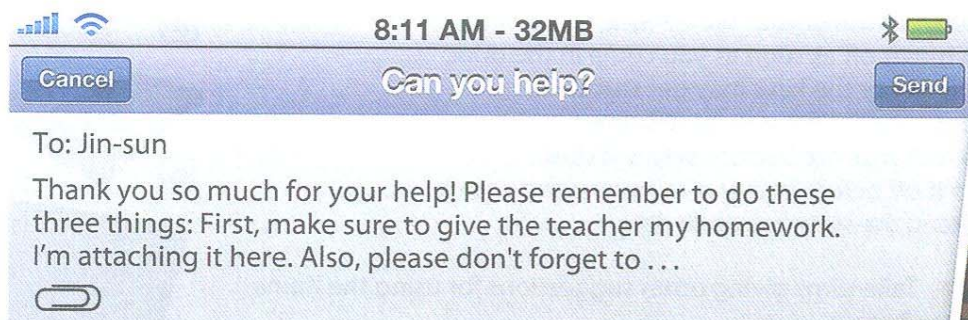 8:11 AM - 32MB
Cancel Can you help? Send
To: Jin-sun
Thank you so much for your help! Please remember to do these
three things: First, make sure to give the teacher my homework.
I'm attaching it here. Also, please don't forget to . . .